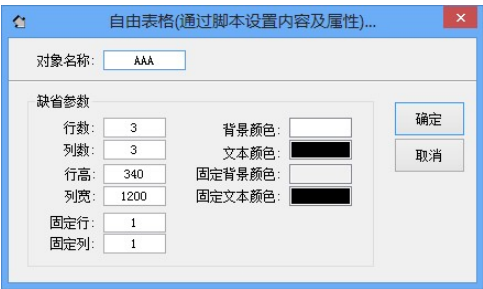 自由表格(通过脚本设置内容及属性)...
对象名称: AAA
缺省参数
行数: 3
列数: 3
行高: 340
列宽: 1200
固定行: 1
固定列: 1
背景颜色:
文本颜色:
固定背景颜色:
固定文本颜色:
确定
取消